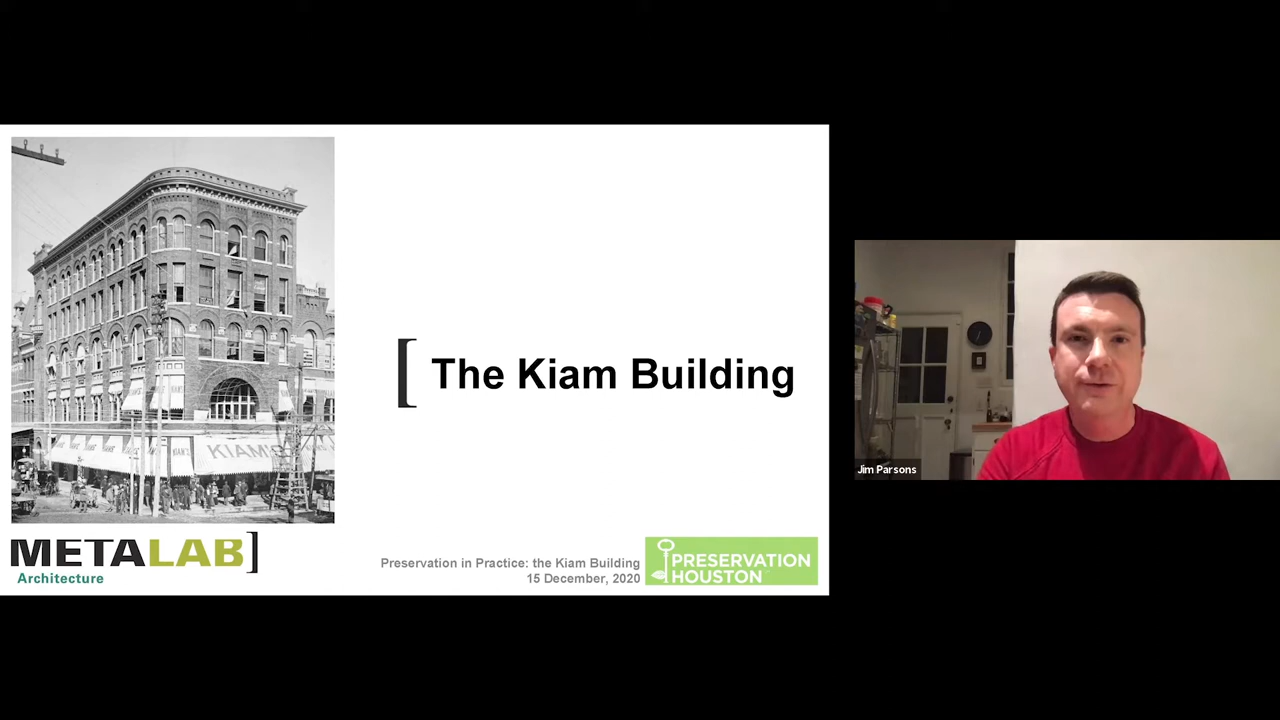 KIAM'S
[ The Kiam Building
METALAB]
Architecture
Preservation in Practice: the Kiam Building
15 December, 2020
PRESERVATION
HOUSTON
Jim Parsons